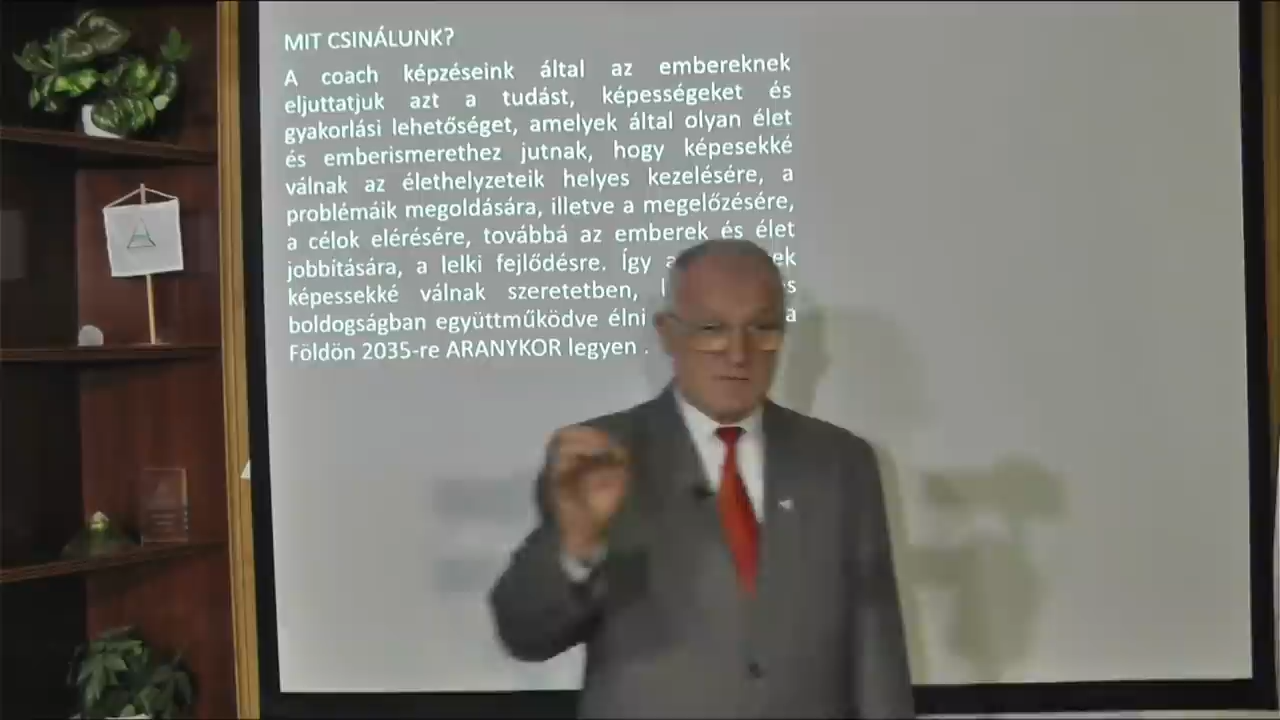 MIT CSINÁLUNK?
A coach képzéseink által az embereknek
eljuttatjuk azt a tudást, képességeket és
gyakorlási lehetőséget, amelyek által olyan élet
és emberismerethez jutnak, hogy képesekké
válnak az élethelyzeteik helyes kezelésére, a
problémáik megoldására, illetve a megelőzésére,
a célok elérésére, továbbá az emberek és élet
jobbítására, a lelki fejlődésre. Így
képessekké válnak szeretetben,
boldogságban együttműködve élni a
Földön 2035-re ARANYKOR legyen .